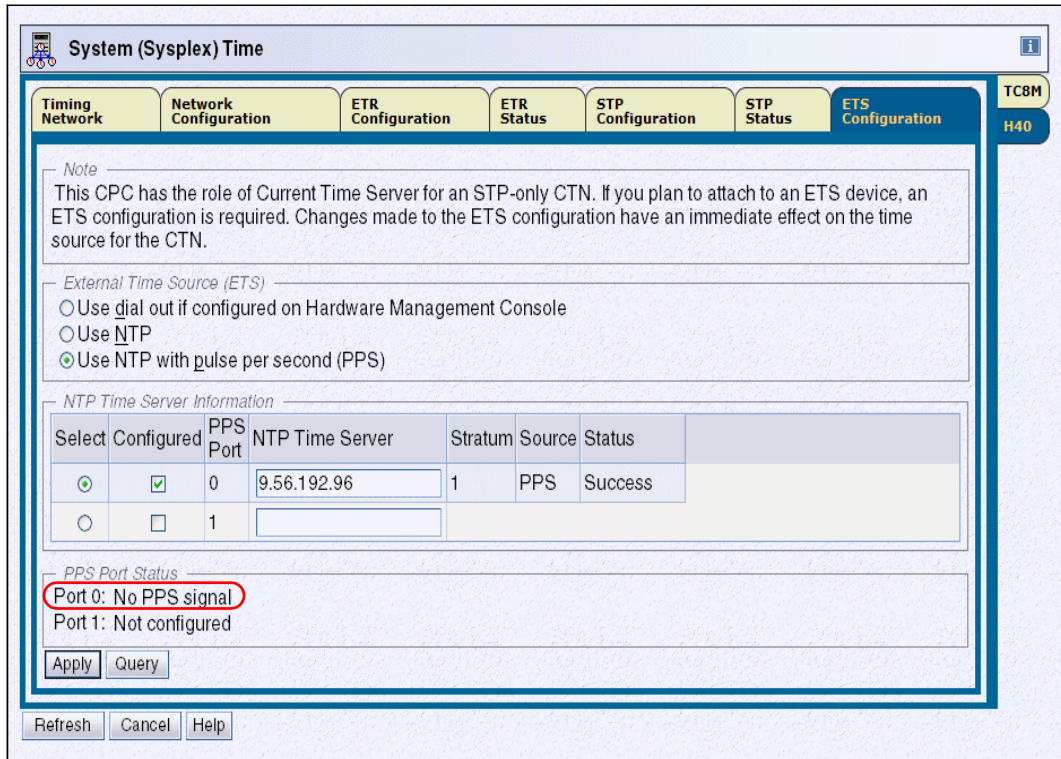 System (Sysplex) Time
i
Timing Network
Network Configuration
ETR Configuration
ETR Status
STP Configuration
STP Status
ETS Configuration
TC8M
H40
Note
This CPC has the role of Current Time Server for an STP-only CTN. If you plan to attach to an ETS device, an
ETS configuration is required. Changes made to the ETS configuration have an immediate effect on the time
source for the CTN.
External Time Source (ETS)
Use dial out if configured on Hardware Management Console
Use NTP
Use NTP with pulse per second (PPS)
NTP Time Server Information
Select Configured PPS Port NTP Time Server Stratum Source Status
0 9.56.192.96 1 PPS Success
1
PPS Port Status
Port 0: No PPS signal
Port 1: Not configured
Apply Query
Refresh Cancel Help